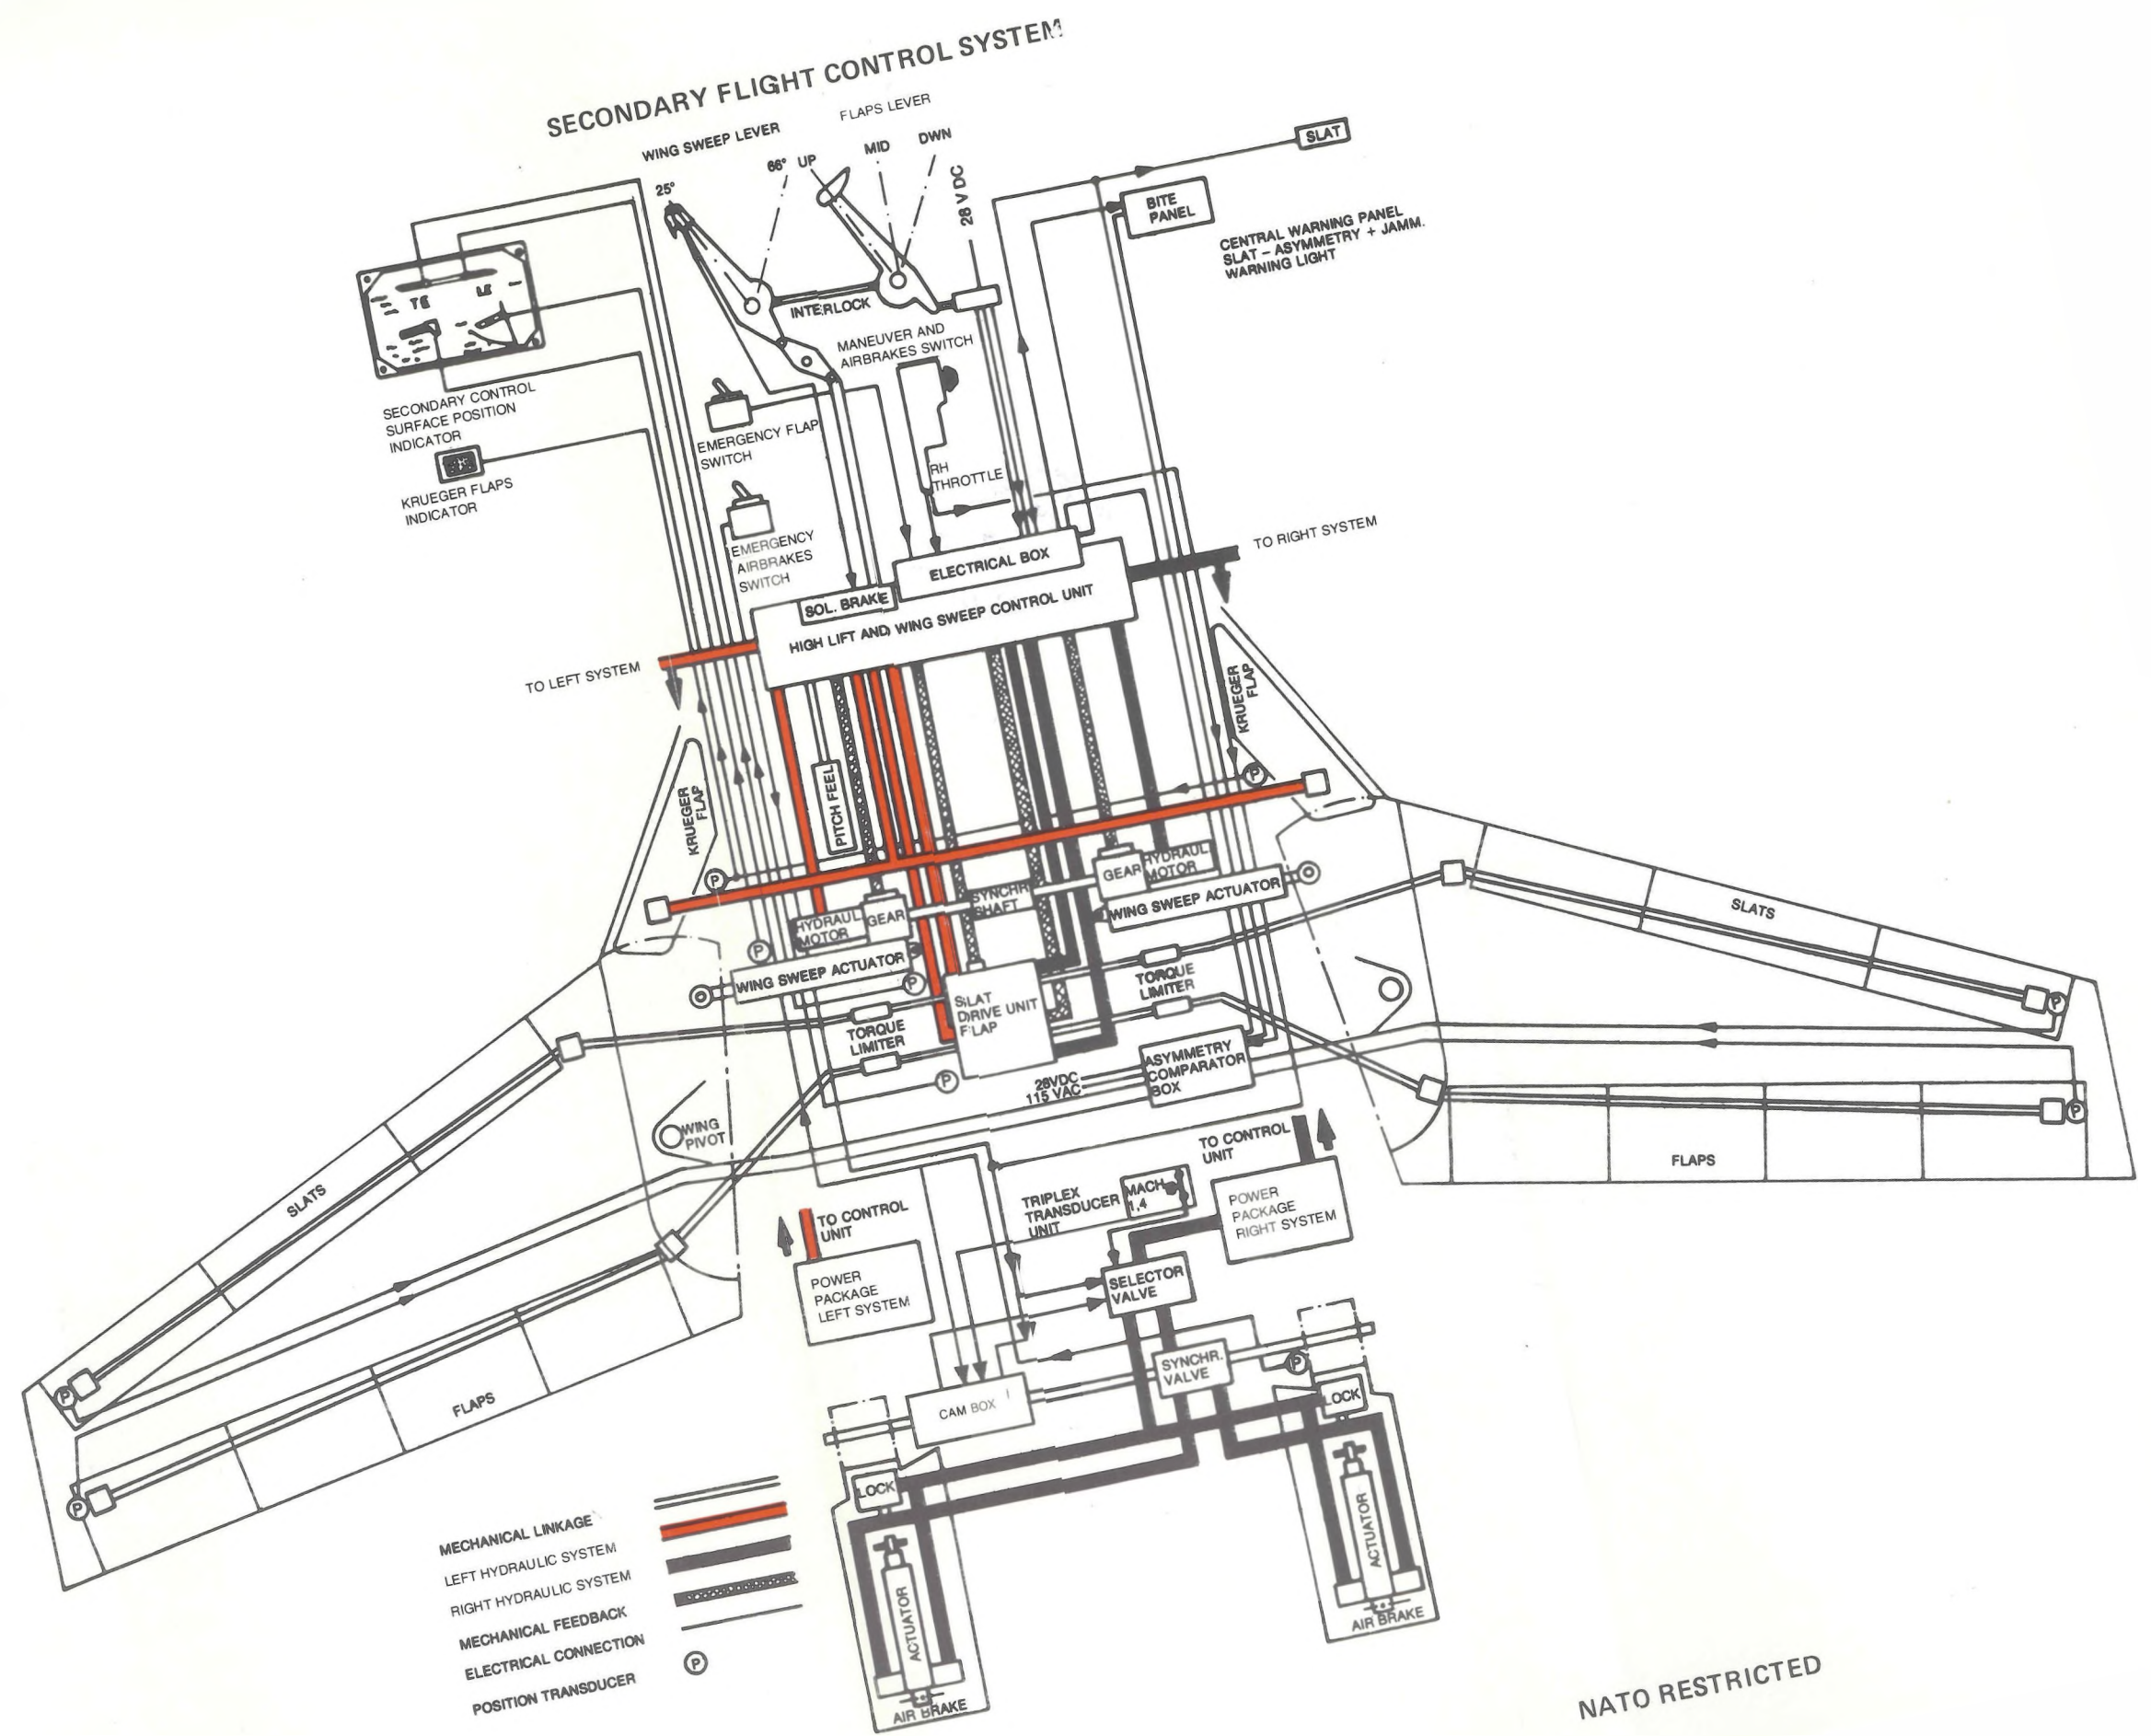 SECONDARY FLIGHT CONTROL SYSTEM
WING SWEEP LEVER
FLAPS LEVER
25°
66°
UP
MID
DWN
28 V DC
SLAT
BITE
PANEL
CENTRAL WARNING PANEL
SLAT - ASYMMETRY + JAMM.
WARNING LIGHT
TE
LE
INTERLOCK
MANEUVER AND
AIRBRAKES SWITCH
SECONDARY CONTROL
SURFACE POSITION
INDICATOR
EMERGENCY FLAP
SWITCH
KRUEGER FLAPS
INDICATOR
RH
THROTTLE
EMERGENCY
AIRBRAKES
SWITCH
ELECTRICAL BOX
TO RIGHT SYSTEM
SOL. BRAKE
HIGH LIFT AND WING SWEEP CONTROL UNIT
TO LEFT SYSTEM
KRUEGER
FLAP
KRUEGER
FLAP
PITCH FEEL
P
P
GEAR
HYDRAUL
MOTOR
WING SWEEP ACTUATOR
SYNCHR
SHAFT
HYDRAUL
MOTOR
GEAR
WING SWEEP ACTUATOR
P
P
SLATS
TORQUE
LIMITER
SLAT
DRIVE UNIT
FLAP
TORQUE
LIMITER
P
P
ASYMMETRY
COMPARATOR
BOX
28VDC
115 VAC
P
WING
PIVOT
FLAPS
SLATS
TO CONTROL
UNIT
TRIPLEX
TRANSDUCER
UNIT
MACH
1,4
POWER
PACKAGE
RIGHT SYSTEM
TO CONTROL
UNIT
POWER
PACKAGE
LEFT SYSTEM
SELECTOR
VALVE
SYNCHR.
VALVE
P
LOCK
CAM BOX
P
FLAPS
P
LOCK
ACTUATOR
AIR BRAKE
ACTUATOR
AIR BRAKE
MECHANICAL LINKAGE
LEFT HYDRAULIC SYSTEM
RIGHT HYDRAULIC SYSTEM
MECHANICAL FEEDBACK
ELECTRICAL CONNECTION
POSITION TRANSDUCER
P
NATO RESTRICTED